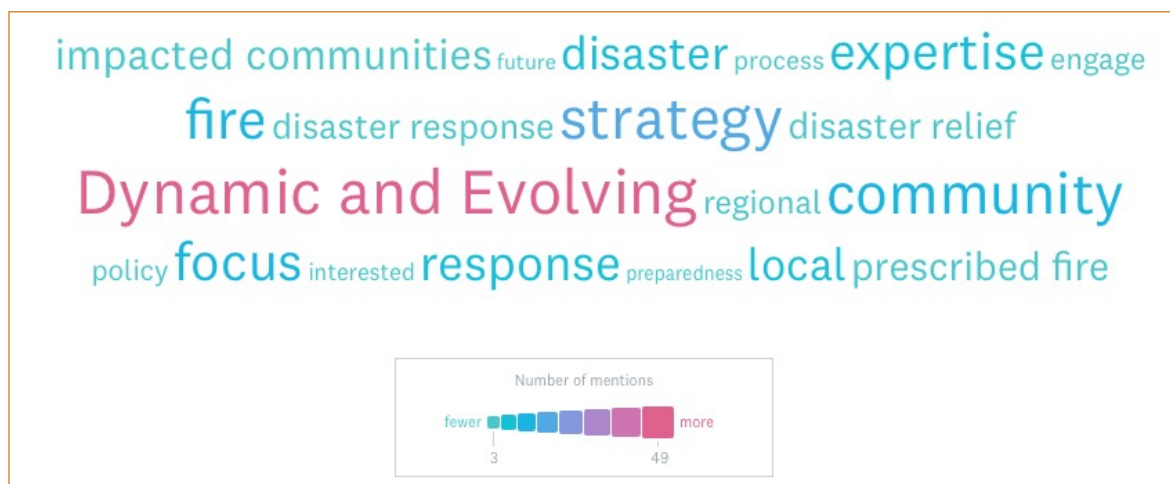 impacted communities future disaster process expertise engage
fire disaster response strategy disaster relief
Dynamic and Evolving regional community
policy focus interested response preparedness local prescribed fire
Number of mentions
fewer more
3 49